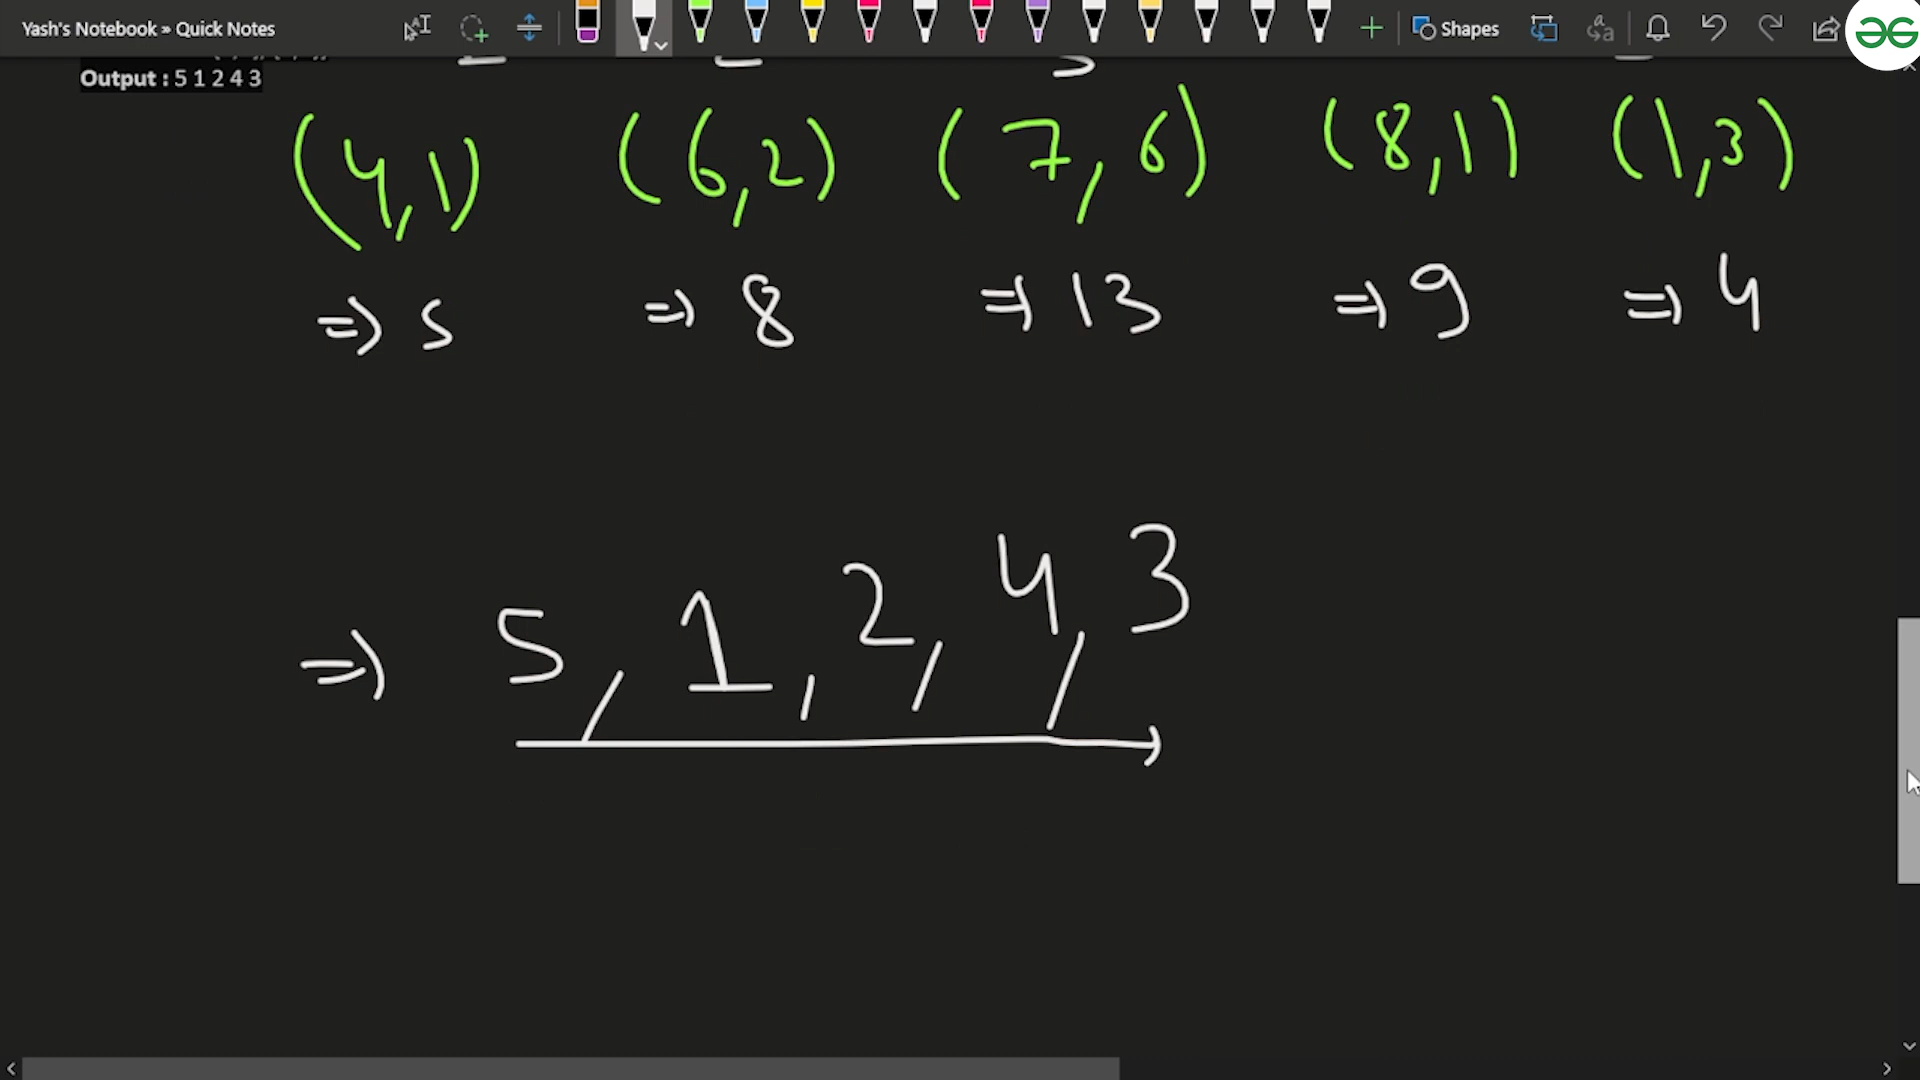 Yash's Notebook » Quick Notes
Shapes
Output : 5 1 2 4 3
(4,1) (6,2) (7,6) (8,1) (1,3)
=> 5 => 8 => 13 => 9 => 4
=> 5, 1, 2, 4, 3